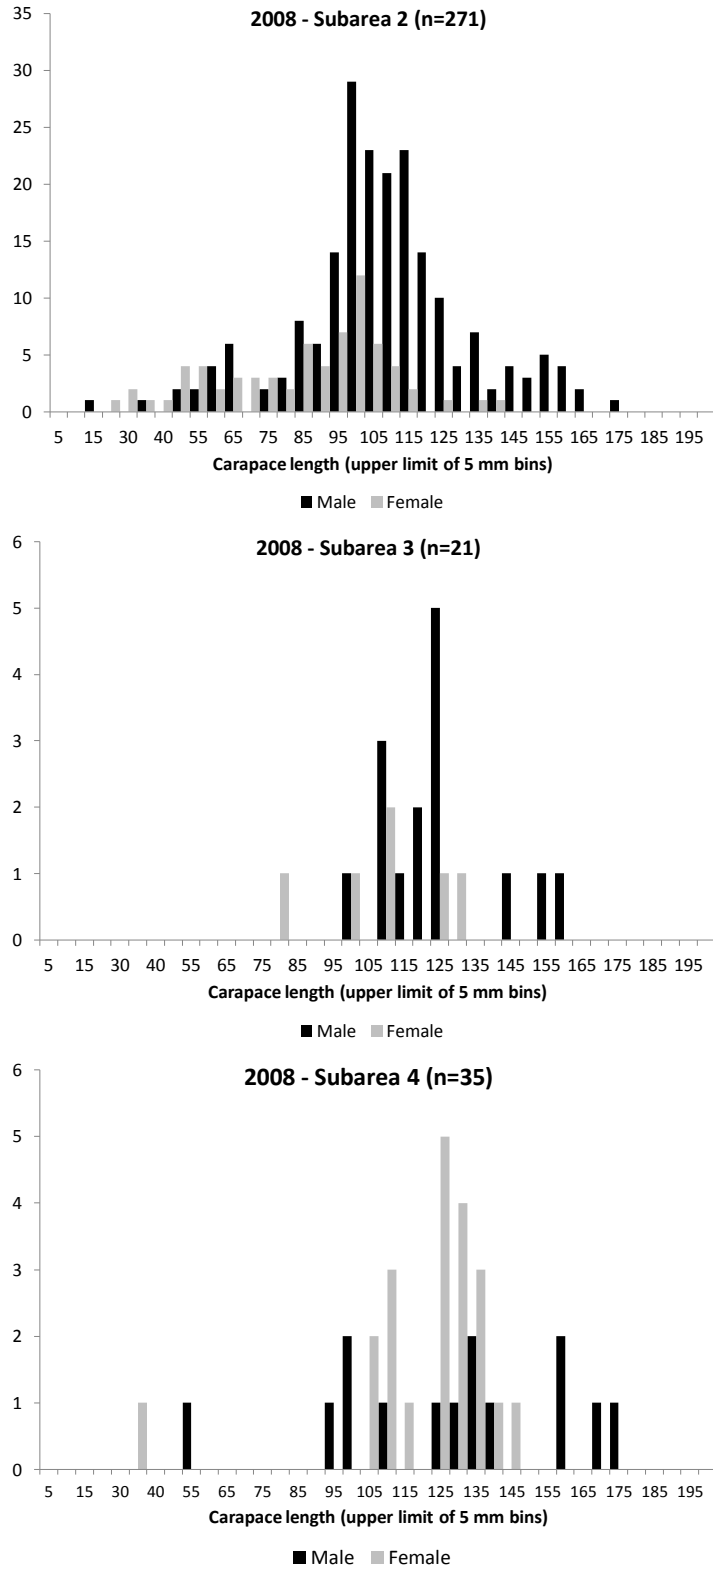 2008 - Subarea 2 (n=271)
35
30
25
20
15
10
5
0
5 15 30 40 55 65 75 85 95 105 115 125 135 145 155 165 175 185 195
Carapace length (upper limit of 5 mm bins)
Male Female
2008 - Subarea 3 (n=21)
6
5
4
3
2
1
0
5 15 30 40 55 65 75 85 95 105 115 125 135 145 155 165 175 185 195
Carapace length (upper limit of 5 mm bins)
Male Female
2008 - Subarea 4 (n=35)
6
5
4
3
2
1
0
5 15 30 40 55 65 75 85 95 105 115 125 135 145 155 165 175 185 195
Carapace length (upper limit of 5 mm bins)
Male Female